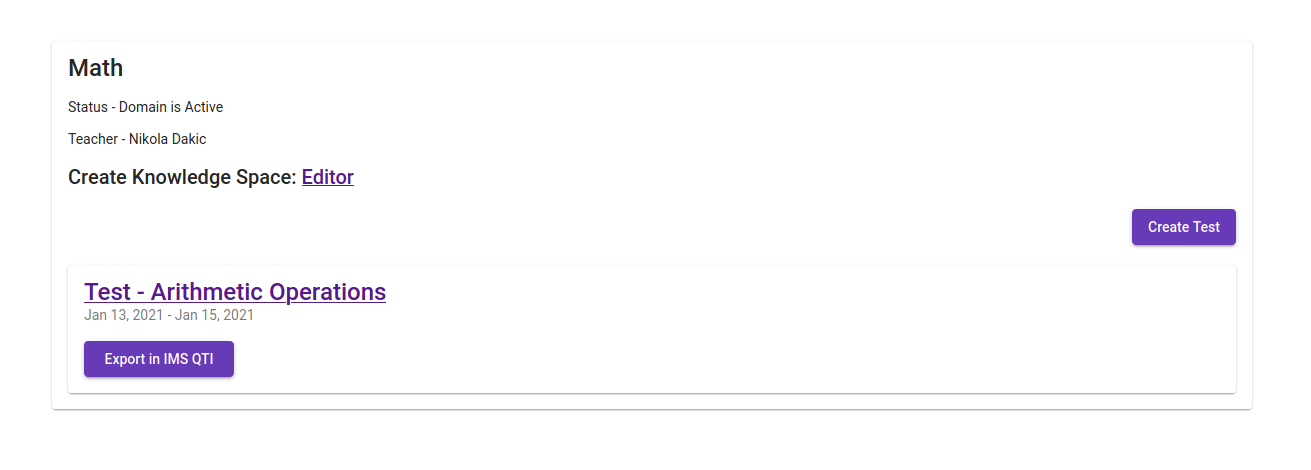 Math
Status - Domain is Active
Teacher - Nikola Dakic
Create Knowledge Space: Editor
Create Test
Test - Arithmetic Operations
Jan 13, 2021 - Jan 15, 2021
Export in IMS QTI